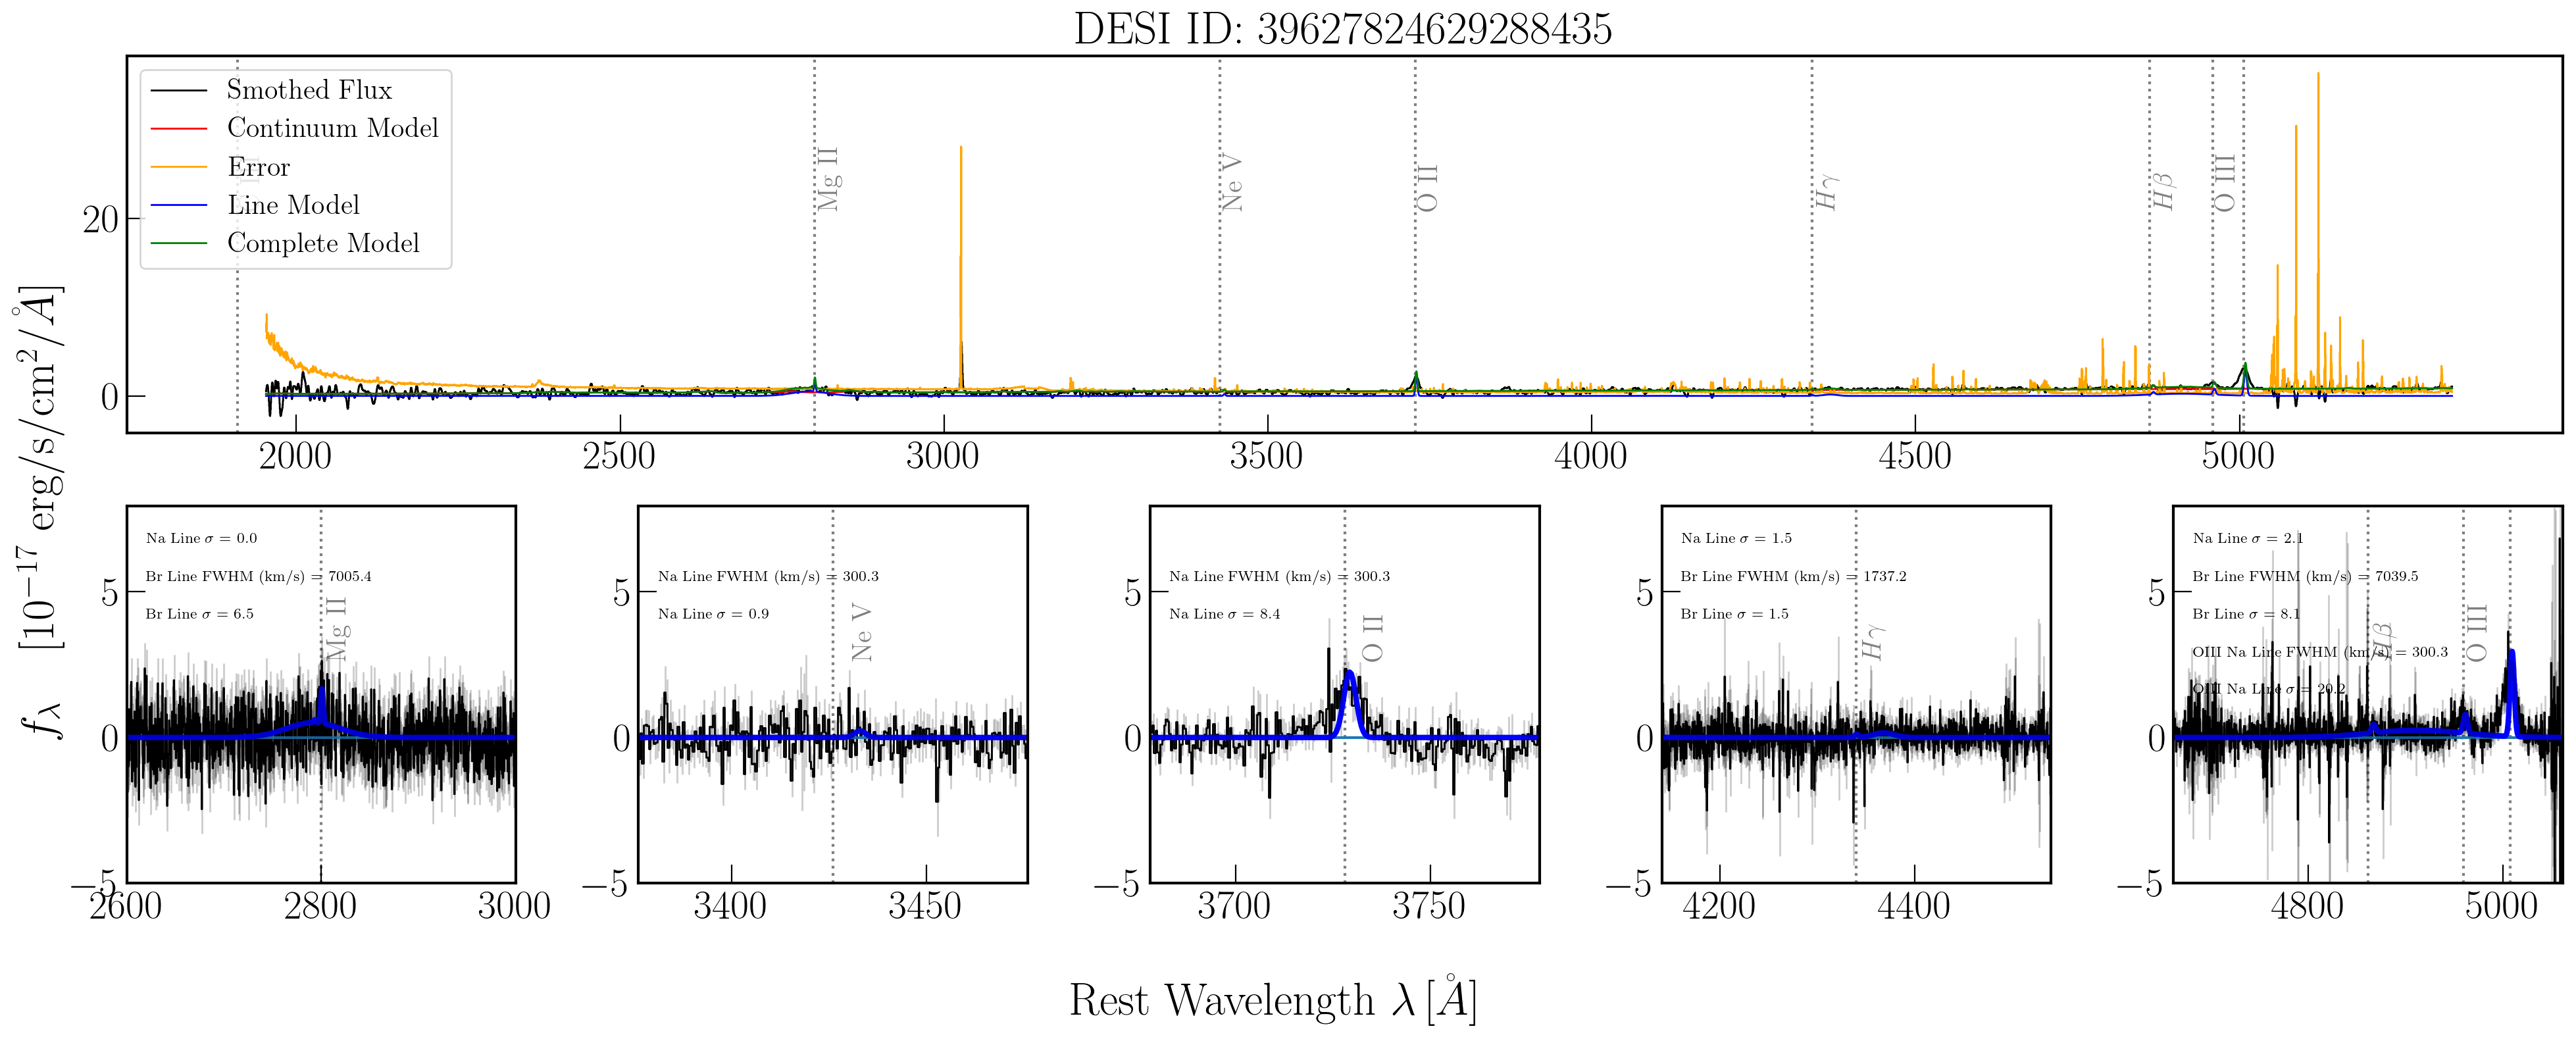 DESI ID: 39627824629288435
Smothed Flux
Continuum Model
Error
Line Model
Complete Model
Mg II
Ne V
O II
Hγ
Hβ
O III
20
0
2000 2500 3000 3500 4000 4500 5000
f_λ [10⁻¹⁷ erg/s/cm²/Å]
Na Line σ = 0.0
Br Line FWHM (km/s) = 7005.4
Br Line σ = 6.5
Mg II
5
0
−5
2600 2800 3000
Na Line FWHM (km/s) = 300.3
Na Line σ = 0.9
Ne V
5
0
−5
3400 3450
Na Line FWHM (km/s) = 300.3
Na Line σ = 8.4
O II
5
0
−5
3700 3750
Na Line σ = 1.5
Br Line FWHM (km/s) = 1737.2
Br Line σ = 1.5
Hγ
5
0
−5
4200 4400
Na Line σ = 2.1
Br Line FWHM (km/s) = 7039.5
Br Line σ = 8.1
OIII Na Line FWHM (km/s) = 300.3
OIII Na Line σ = 20.2
Hβ
O III
5
0
−5
4800 5000
Rest Wavelength λ [Å]